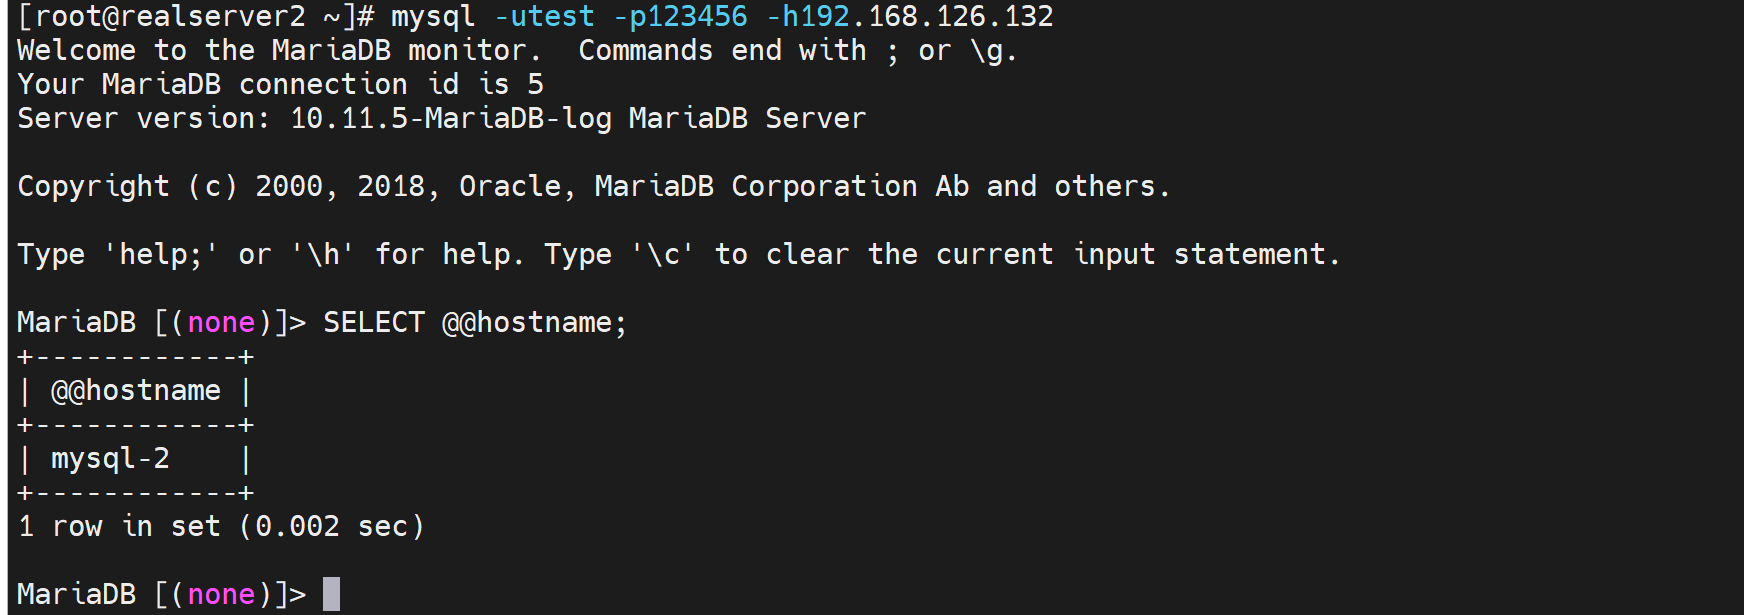 [root@realserver2 ~]# mysql -utest -p123456 -h192.168.126.132
Welcome to the MariaDB monitor.  Commands end with ; or \g.
Your MariaDB connection id is 5
Server version: 10.11.5-MariaDB-log MariaDB Server
Copyright (c) 2000, 2018, Oracle, MariaDB Corporation Ab and others.
Type 'help;' or '\h' for help. Type '\c' to clear the current input statement.
MariaDB [(none)]> SELECT @@hostname;
+------------+
| @@hostname |
+------------+
| mysql-2    |
+------------+
1 row in set (0.002 sec)
MariaDB [(none)]>